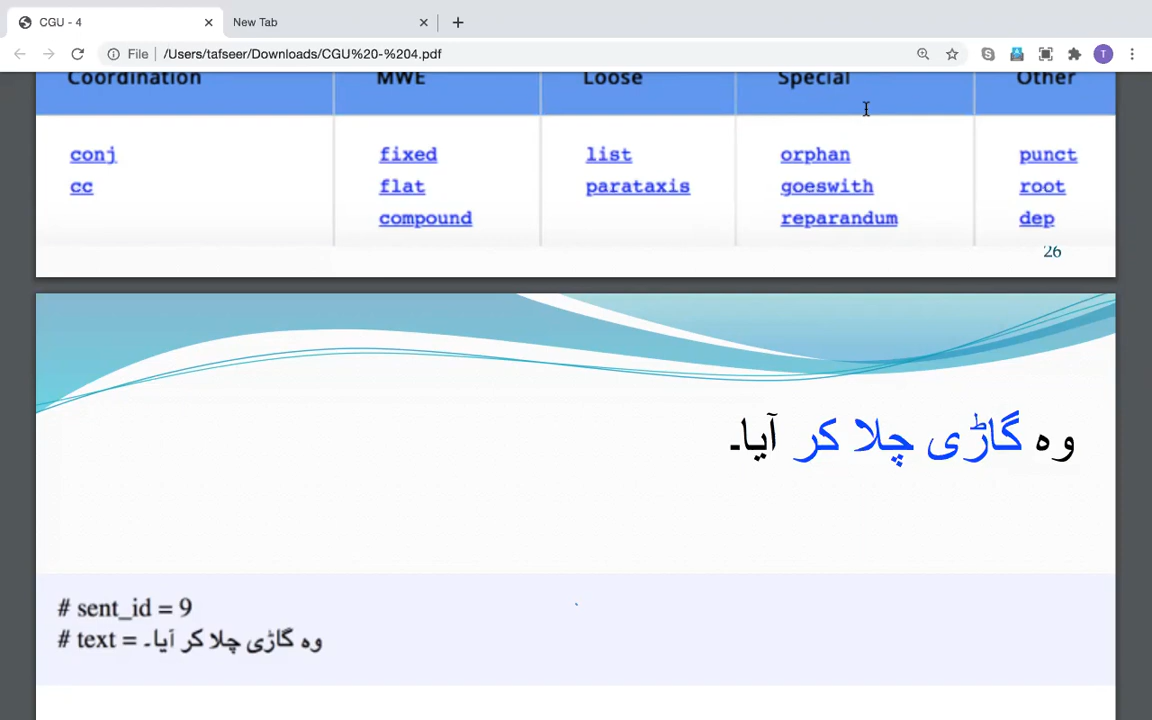 CGU - 4
New Tab
File /Users/tafseer/Downloads/CGU%20-%204.pdf
T
Coordination MWE Loose Special Other
conj fixed list orphan punct
cc flat parataxis goeswith root
compound reparandum dep
26
وہ گاڑی چلا کر آیا۔
# sent_id = 9
# text = وہ گاڑی چلا کر آیا۔